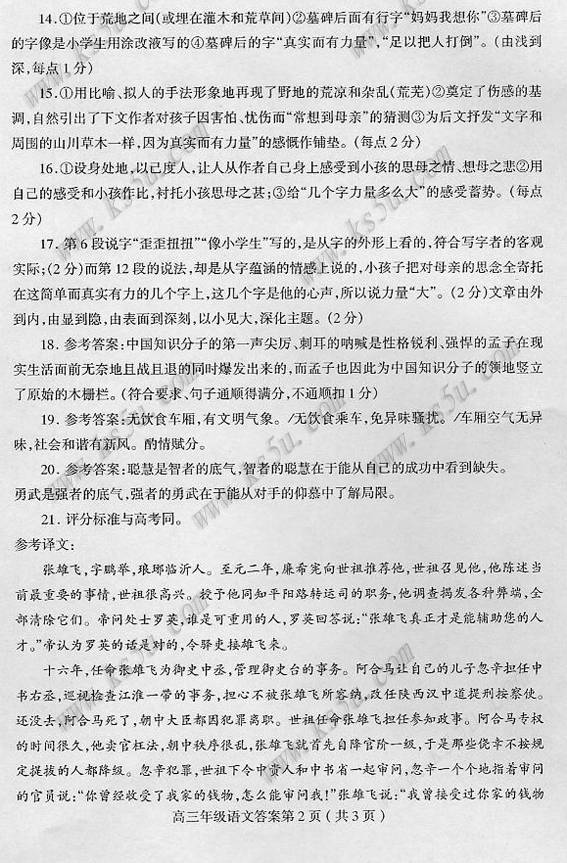 14.①位于荒地之间(或埋在灌木和荒草间)②墓碑后面有行字“妈妈我想你”③墓碑后
的字像是小学生用涂改液写的④墓碑后的字“真实而有力量”,“足以把人打倒”。(由浅到
深,每点1分)
15.①用比喻、拟人的手法形象地再现了野地的荒凉和杂乱(荒芜)②奠定了伤感的基
调,自然引出了下文作者对孩子因害怕、忧伤而“常想到母亲”的猜测③为后文抒发“文字和
周围的山川草木一样,因为真实而有力量”的感慨作铺垫。(每点2分)
16.①设身处地,以己度人,让人从作者自己身上感受到小孩的思母之情、想母之悲②用
自己的感受和小孩作比,衬托小孩思母之甚;③给“几个字力量多么大”的感受蓄势。(每点
2分)
17. 第6段说字“歪歪扭扭”“像小学生”写的,是从字的外形上看的,符合写字者的客观
实际;(2分)而第12段的说法,却是从字蕴涵的情感上说的,小孩子把对母亲的思念全寄托
在这简单而真实有力的几个字上,这几个字是他的心声,所以说力量“大”。(2分)文章由外
到内,由显到隐,由表面到深刻,以小见大,深化主题。(2分)
18. 参考答案:中国知识分子的第一声尖厉、刺耳的呐喊是性格锐利、强悍的孟子在现
实生活面前无奈地且战且退的同时爆发出来的,而孟子也因此为中国知识分子的领地竖立
了原始的木栅栏。(符合要求、句子通顺得满分,不通顺扣1分)
19. 参考答案:无饮食车厢,有文明气象。/无饮食乘车,免异味骚扰。/车厢空气无异
味,社会和谐有新风。酌情赋分。
20. 参考答案:聪慧是智者的底气,智者的聪慧在于能从自己的成功中看到缺失。
勇武是强者的底气,强者的勇武在于能从对手的仰慕中了解局限。
21. 评分标准与高考同。
参考译文:
张雄飞,字鹏举,琅琊临沂人。至元二年,廉希宪向世祖推荐他,世祖召见他,他陈述当
前最重要的事情,世祖很高兴。授予他同知平阳路转运司的职务,他调查揭发各种弊端,全
部清除它们。帝问处士罗英,谁是可重用的人,罗英回答说:“张雄飞真正才是能辅助您的人
才。”帝认为罗英的话是对的,令驿吏接雄飞来。
十六年,任命张雄飞为御史中丞,管理御史台的事务。阿合马让自己的儿子忽辛担任中
书右丞,巡视检查江淮一带的事务,担心不被张雄飞所容纳,改任陕西汉中道提刑按察使。
还没去,阿合马死了,朝中大臣都因犯罪离职。世祖任命张雄飞担任参知政事。阿合马专权
的时间很久,他卖官枉法,朝中秩序很乱,张雄飞就首先自降官阶一级,于是那些侥幸不按规
定提拔的人都降级。忽辛犯罪,世祖下令中贵人和中书省一起审问,忽辛一个个地指着审问
的官员说:“你曾经收受了我家的钱物,怎么能审问我!”张雄飞说:“我曾接受过你家的钱物
高三年级语文答案第2页(共3页)
www.ks5u.com